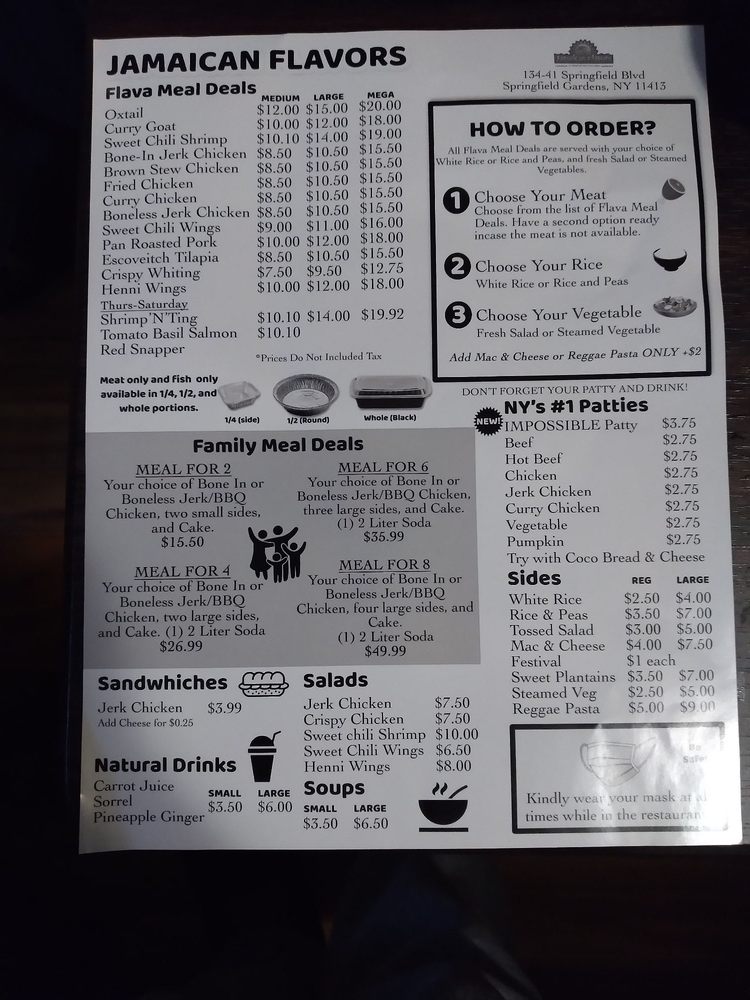 JAMAICAN FLAVORS
134-41 Springfield Blvd
Springfield Gardens, NY 11413
Flava Meal Deals MEDIUM LARGE MEGA
Oxtail $12.00 $15.00 $20.00
Curry Goat $10.00 $12.00 $18.00
Sweet Chili Shrimp $10.10 $14.00 $19.00
Bone-In Jerk Chicken $8.50 $10.50 $15.50
Brown Stew Chicken $8.50 $10.50 $15.50
Fried Chicken $8.50 $10.50 $15.50
Curry Chicken $8.50 $10.50 $15.50
Boneless Jerk Chicken $8.50 $10.50 $15.50
Sweet Chili Wings $9.00 $11.00 $16.00
Pan Roasted Pork $10.00 $12.00 $18.00
Escoveitch Tilapia $8.50 $10.50 $15.50
Crispy Whiting $7.50 $9.50 $12.75
Henni Wings $10.00 $12.00 $18.00
Thurs-Saturday
Shrimp'N'Ting $10.10 $14.00 $19.92
Tomato Basil Salmon $10.10
Red Snapper
*Prices Do Not Included Tax
Meat only and fish only
available in 1/4, 1/2, and
whole portions.
1/4 (side) 1/2 (Round) Whole (Black)
HOW TO ORDER?
All Flava Meal Deals are served with your choice of
White Rice or Rice and Peas, and fresh Salad or Steamed
Vegetables.
1 Choose Your Meat
Choose from the list of Flava Meal
Deals. Have a second option ready
incase the meat is not available.
2 Choose Your Rice
White Rice or Rice and Peas
3 Choose Your Vegetable
Fresh Salad or Steamed Vegetable
Add Mac & Cheese or Reggae Pasta ONLY +$2
Family Meal Deals
MEAL FOR 2
Your choice of Bone In or
Boneless Jerk/BBQ
Chicken, two small sides,
and Cake.
$15.50
MEAL FOR 4
Your choice of Bone In or
Boneless Jerk/BBQ
Chicken, two large sides,
and Cake. (1) 2 Liter Soda
$26.99
MEAL FOR 6
Your choice of Bone In or
Boneless Jerk/BBQ Chicken,
three large sides, and Cake.
(1) 2 Liter Soda
$35.99
MEAL FOR 8
Your choice of Bone In or
Boneless Jerk/BBQ
Chicken, four large sides, and
Cake.
(1) 2 Liter Soda
$49.99
DON'T FORGET YOUR PATTY AND DRINK!
NY's #1 Patties
NEW! IMPOSSIBLE Patty $3.75
Beef $2.75
Hot Beef $2.75
Chicken $2.75
Jerk Chicken $2.75
Curry Chicken $2.75
Vegetable $2.75
Pumpkin $2.75
Try with Coco Bread & Cheese
Sides REG LARGE
White Rice $2.50 $4.00
Rice & Peas $3.50 $7.00
Tossed Salad $3.00 $5.00
Mac & Cheese $4.00 $7.50
Festival $1 each
Sweet Plantains $3.50 $7.00
Steamed Veg $2.50 $5.00
Reggae Pasta $5.00 $9.00
Sandwhiches
Jerk Chicken $3.99
Add Cheese for $0.25
Natural Drinks
SMALL LARGE
Carrot Juice
Sorrel $3.50 $6.00
Pineapple Ginger
Salads
Jerk Chicken $7.50
Crispy Chicken $7.50
Sweet chili Shrimp $10.00
Sweet Chili Wings $6.50
Henni Wings $8.00
Soups
SMALL LARGE
$3.50 $6.50
Be
Safe!
Kindly wear your mask at al
times while in the restauran